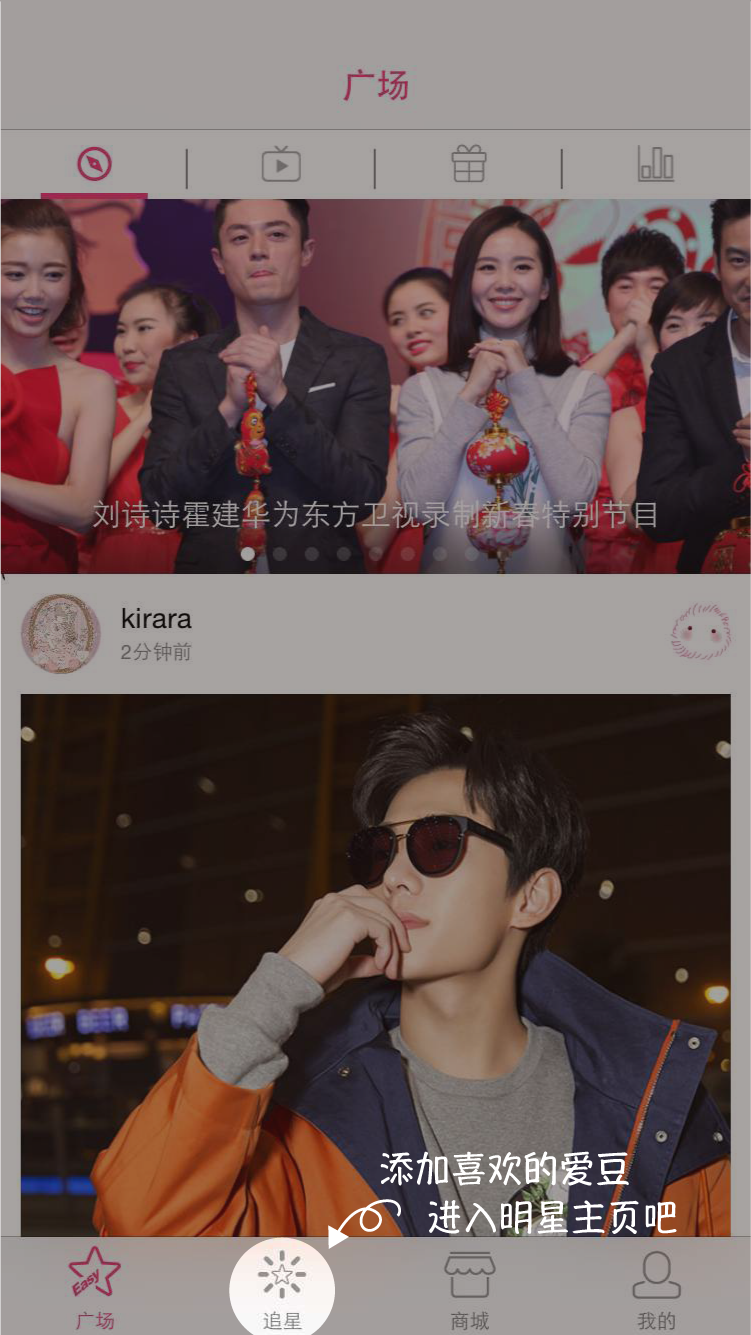 广场
刘诗诗霍建华为东方卫视录制新春特别节目
kirara
2分钟前
添加喜欢的爱豆
进入明星主页吧
Easy
广场
追星
商城
我的